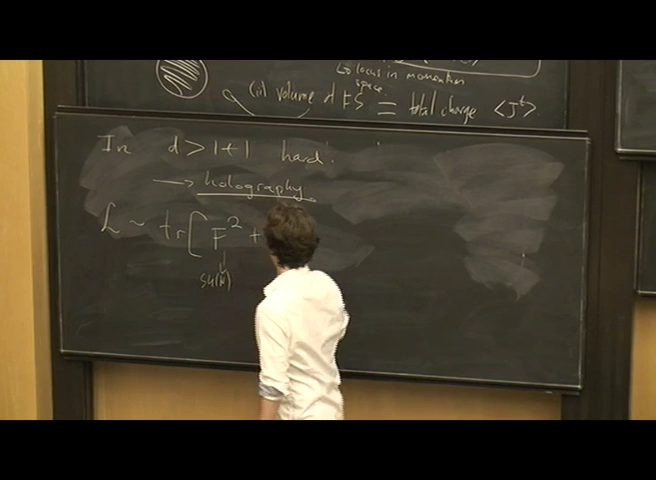 ↳ locus in momentum
space.
(ii) volume of FS = total charge <J^t>.
In d > 1+1 hard.
→ holography.
L ~ tr[F² +
SU(N)